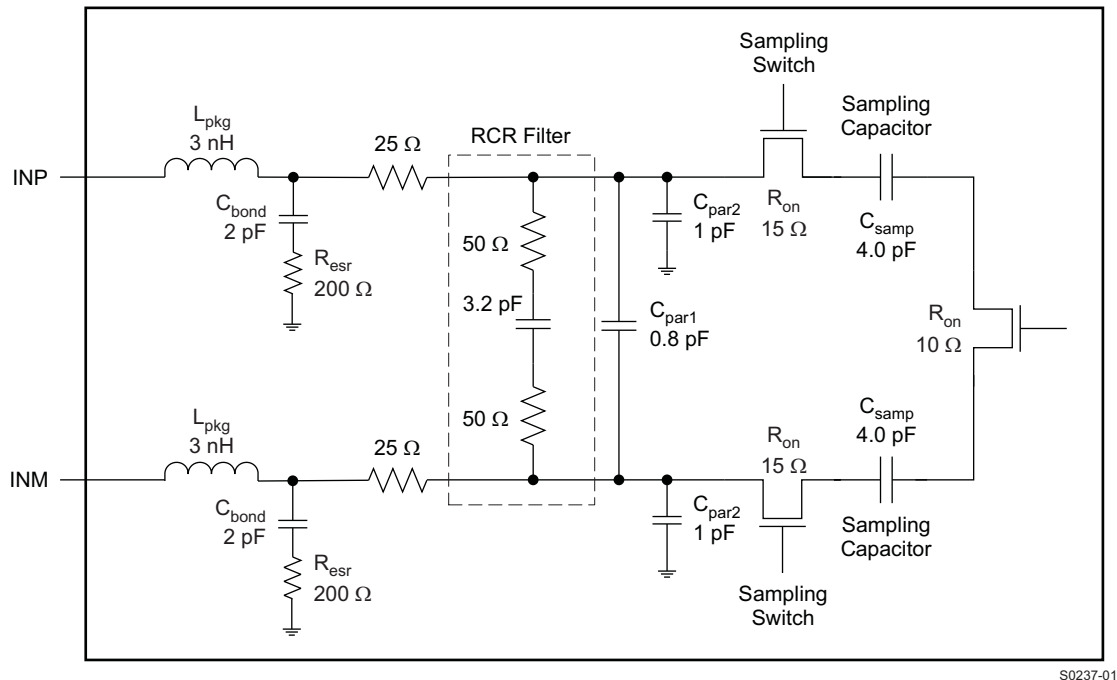 Sampling
Switch
Sampling
Capacitor
L_pkg
3 nH
25 Ω
RCR Filter
INP
C_bond
2 pF
R_esr
200 Ω
50 Ω
3.2 pF
50 Ω
C_par2
1 pF
R_on
15 Ω
C_samp
4.0 pF
C_par1
0.8 pF
R_on
10 Ω
L_pkg
3 nH
25 Ω
INM
C_bond
2 pF
R_esr
200 Ω
C_par2
1 pF
R_on
15 Ω
C_samp
4.0 pF
Sampling
Capacitor
Sampling
Switch
S0237-01